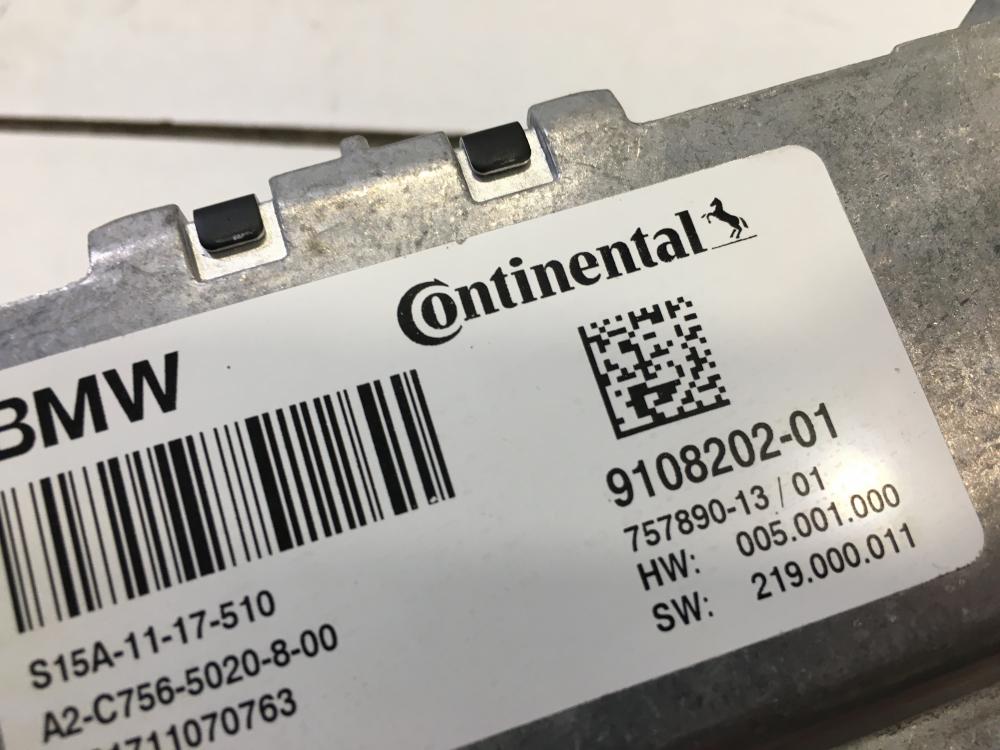 Continental
BMW
9108202-01
757890-13 / 01
HW: 005.001.000
SW: 219.000.011
S15A-11-17-510
A2-C756-5020-8-00
1711070763